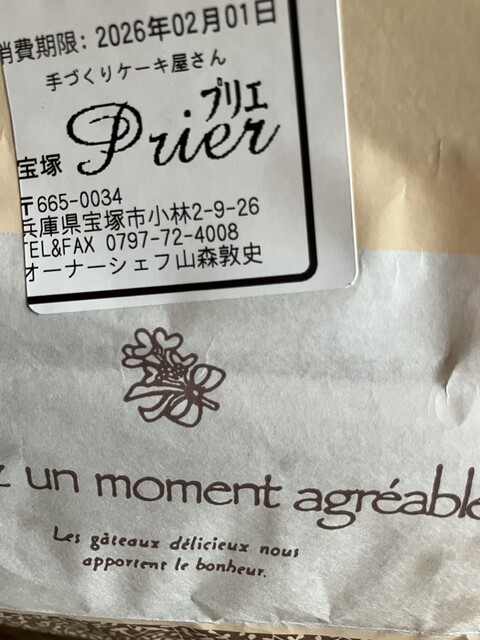 消費期限: 2026年02月01日
手づくりケーキ屋さん
プリエ
宝塚 Prier
〒665-0034
兵庫県宝塚市小林2-9-26
TEL&FAX 0797-72-4008
オーナーシェフ山森敦史
z un moment agréable
Les gâteaux délicieux nous
apportent le bonheur.